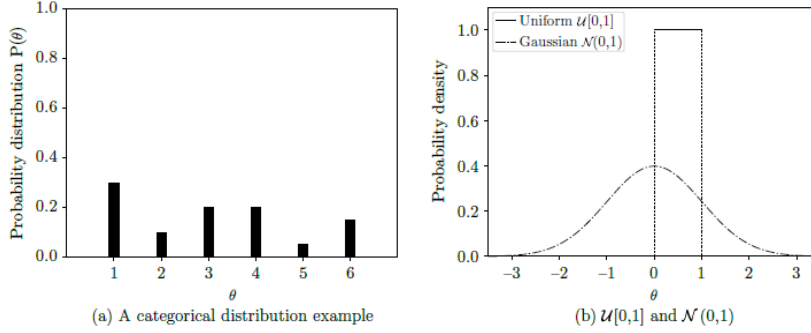 Probability distribution P(θ)
1.0
0.8
0.6
0.4
0.2
0.0
1 2 3 4 5 6
θ
(a) A categorical distribution example
Probability density
1.0
0.8
0.6
0.4
0.2
0.0
Uniform 𝒰[0,1]
Gaussian 𝒩(0,1)
−3 −2 −1 0 1 2 3
θ
(b) 𝒰[0,1] and 𝒩(0,1)